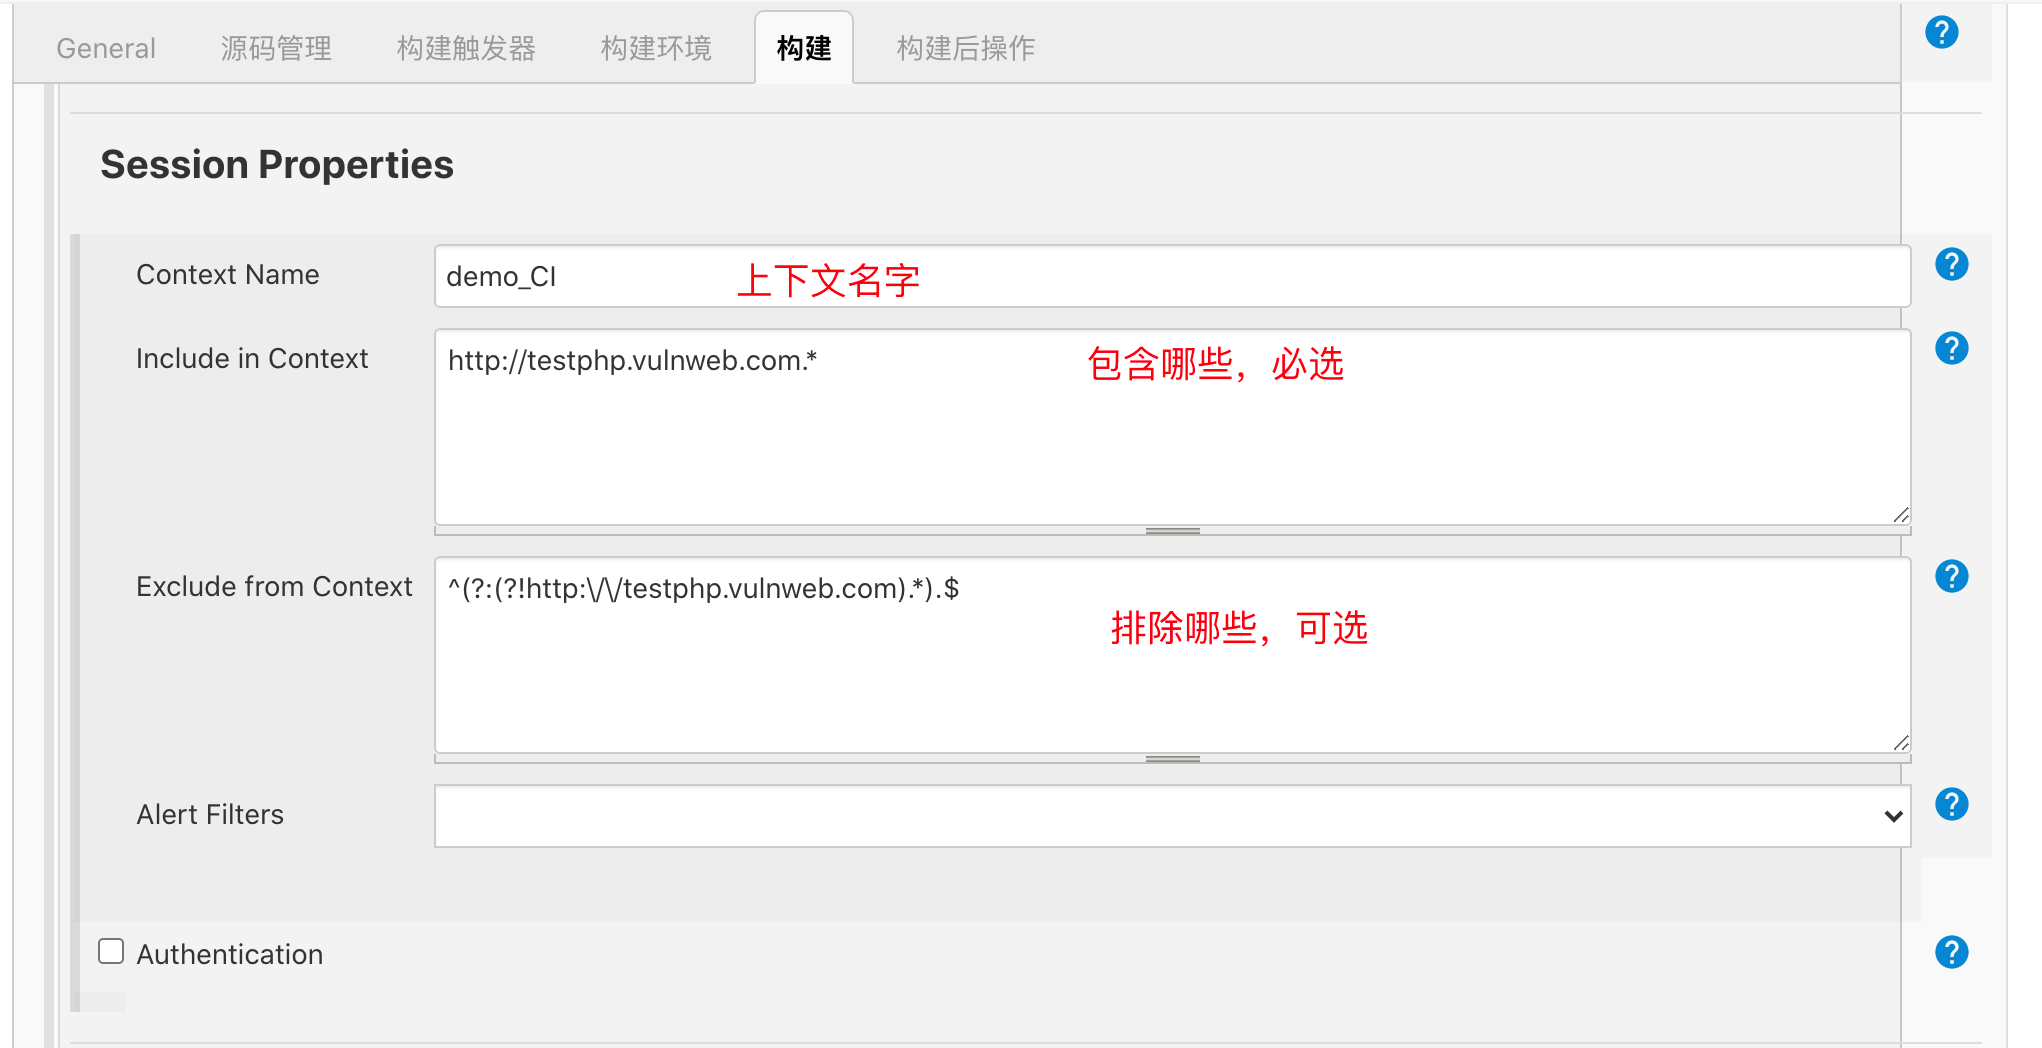 General 源码管理 构建触发器 构建环境 构建 构建后操作 ?
Session Properties
Context Name demo_CI 上下文名字 ?
Include in Context http://testphp.vulnweb.com.* 包含哪些，必选 ?
Exclude from Context ^(?:(?!http:\/\/testphp.vulnweb.com).*).$ ?
排除哪些，可选
Alert Filters ?
Authentication ?